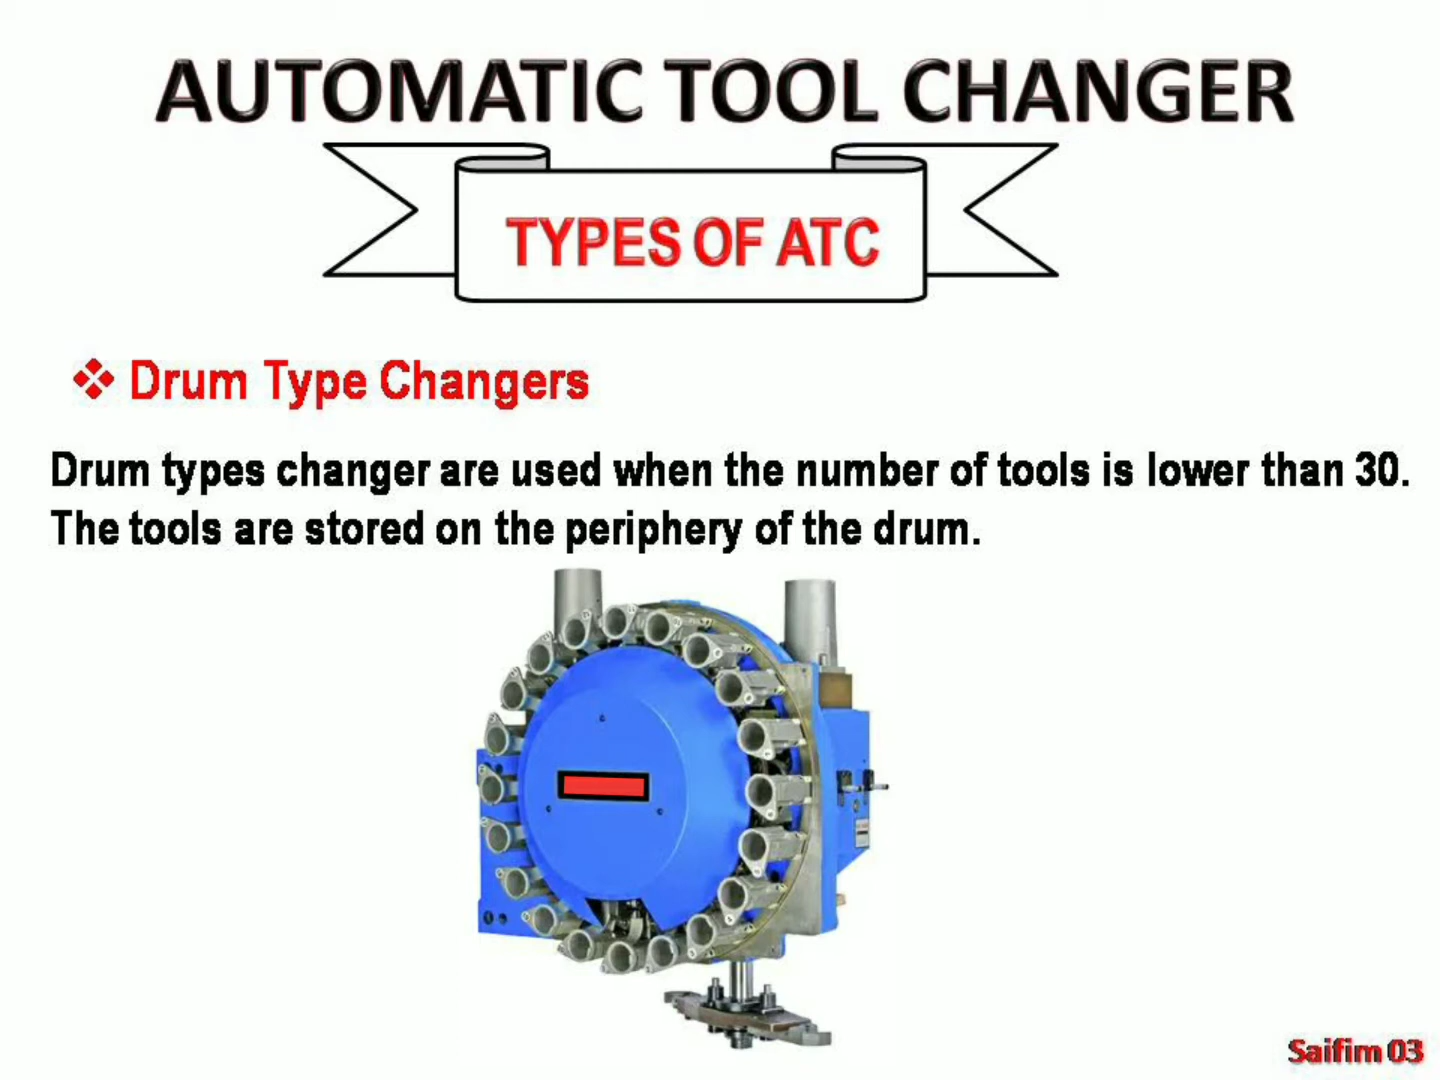 AUTOMATIC TOOL CHANGER
TYPES OF ATC
❖ Drum Type Changers
Drum types changer are used when the number of tools is lower than 30.
The tools are stored on the periphery of the drum.
Saifim 03